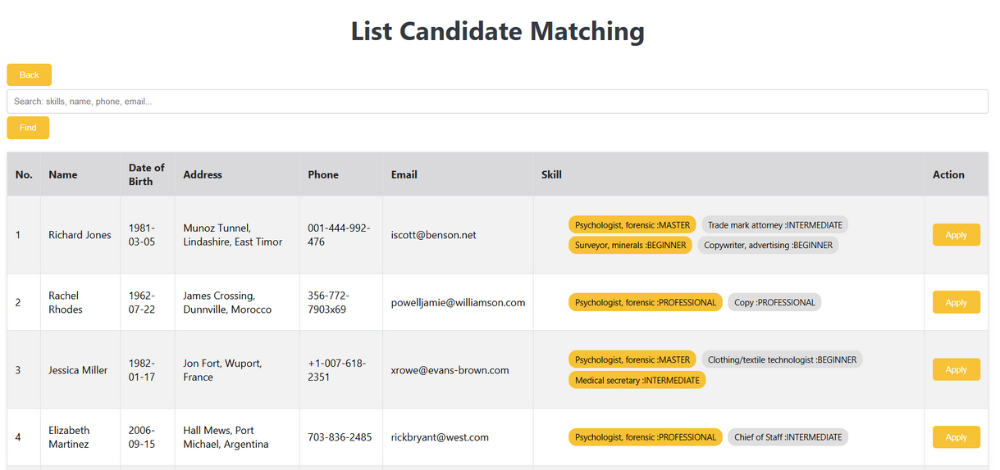 List Candidate Matching
Back
Search: skills, name, phone, email...
Find
No. Name Date of Birth Address Phone Email Skill Action
1 Richard Jones 1981-03-05 Munoz Tunnel, Lindashire, East Timor 001-444-992-476 iscott@benson.net Psychologist, forensic :MASTER Trade mark attorney :INTERMEDIATE Surveyor, minerals :BEGINNER Copywriter, advertising :BEGINNER Apply
2 Rachel Rhodes 1962-07-22 James Crossing, Dunnville, Morocco 356-772-7903x69 powelljamie@williamson.com Psychologist, forensic :PROFESSIONAL Copy :PROFESSIONAL Apply
3 Jessica Miller 1982-01-17 Jon Fort, Wuport, France +1-007-618-2351 xrowe@evans-brown.com Psychologist, forensic :MASTER Clothing/textile technologist :BEGINNER Medical secretary :INTERMEDIATE Apply
4 Elizabeth Martinez 2006-09-15 Hall Mews, Port Michael, Argentina 703-836-2485 rickbryant@west.com Psychologist, forensic :PROFESSIONAL Chief of Staff :INTERMEDIATE Apply